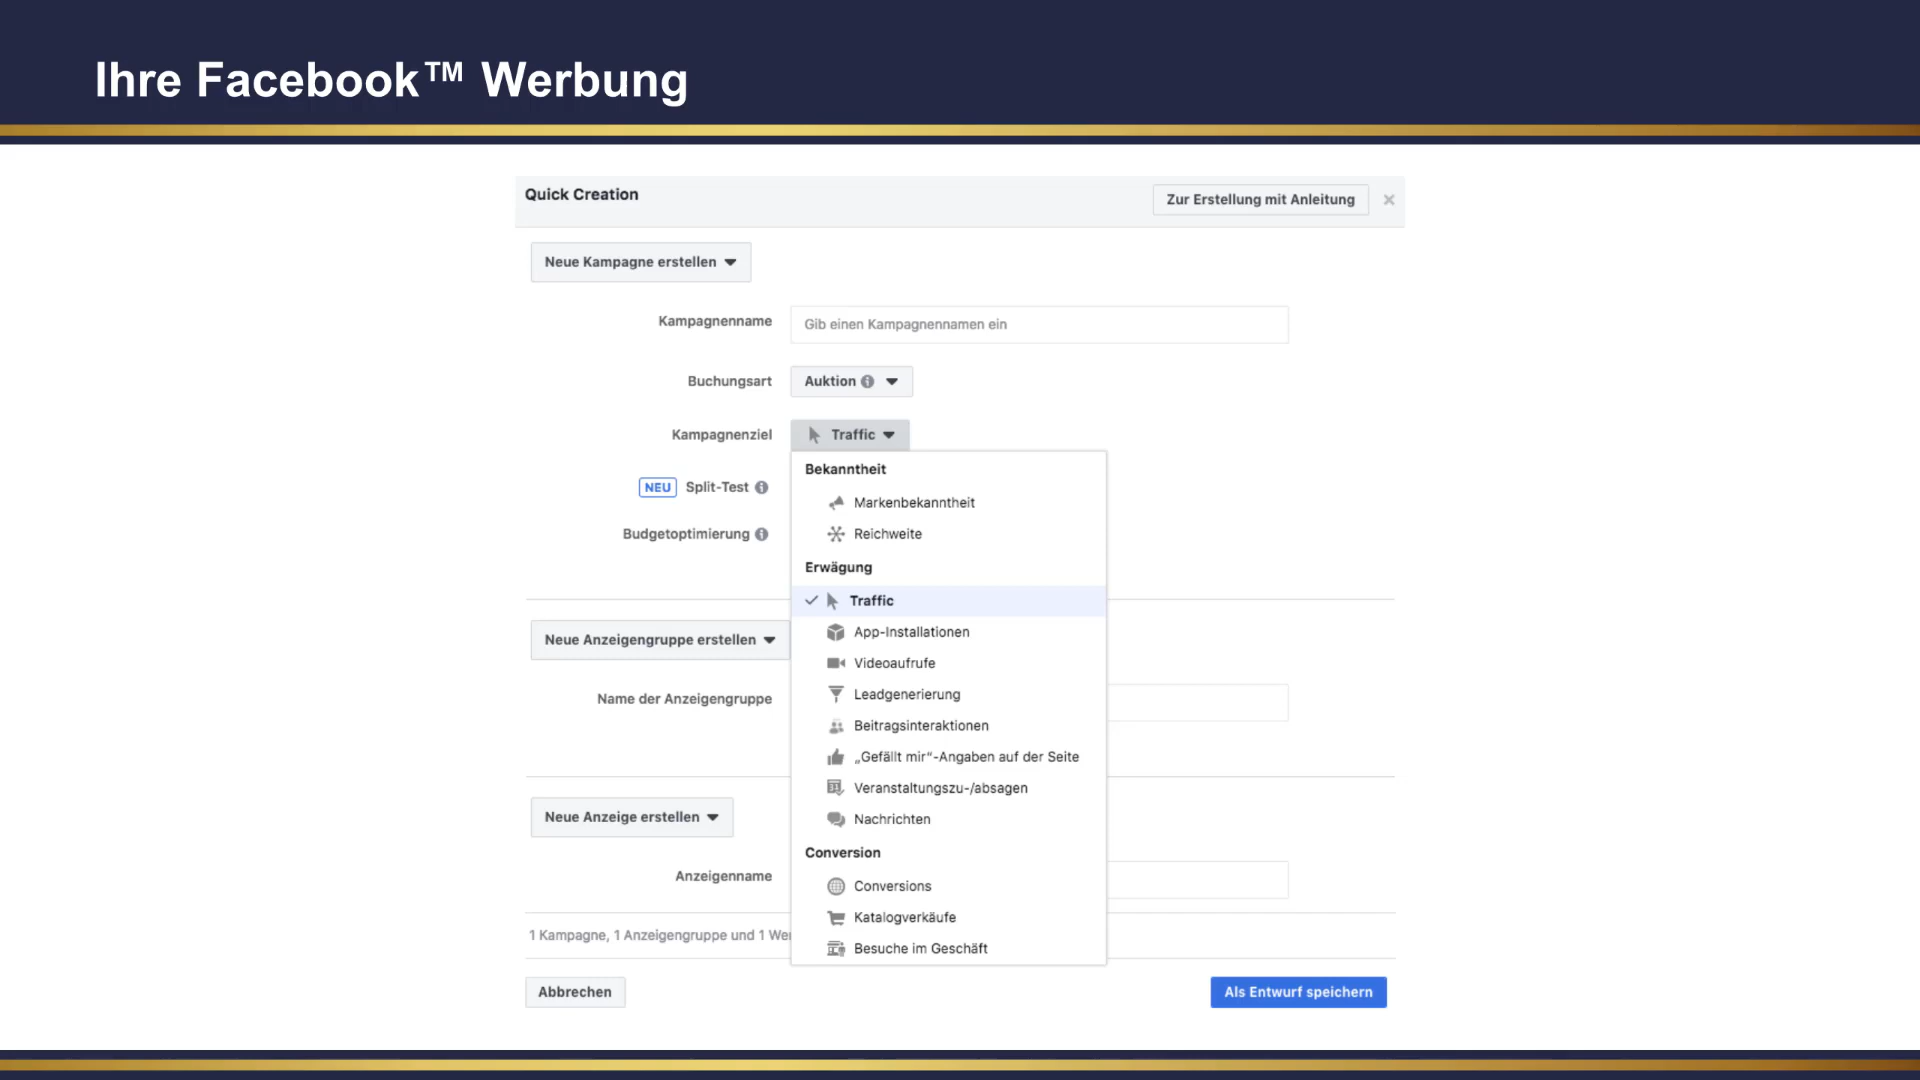 Ihre Facebook™ Werbung
Quick Creation
Zur Erstellung mit Anleitung
Neue Kampagne erstellen
Kampagnenname
Gib einen Kampagnennamen ein
Buchungsart
Auktion
Kampagnenziel
Traffic
NEU Split-Test
Budgetoptimierung
Bekanntheit
Markenbekanntheit
Reichweite
Erwägung
Traffic
App-Installationen
Videoaufrufe
Leadgenerierung
Beitragsinteraktionen
„Gefällt mir“-Angaben auf der Seite
Veranstaltungszu-/absagen
Nachrichten
Conversion
Conversions
Katalogverkäufe
Besuche im Geschäft
Neue Anzeigengruppe erstellen
Name der Anzeigengruppe
Neue Anzeige erstellen
Anzeigenname
1 Kampagne, 1 Anzeigengruppe und 1
Abbrechen
Als Entwurf speichern